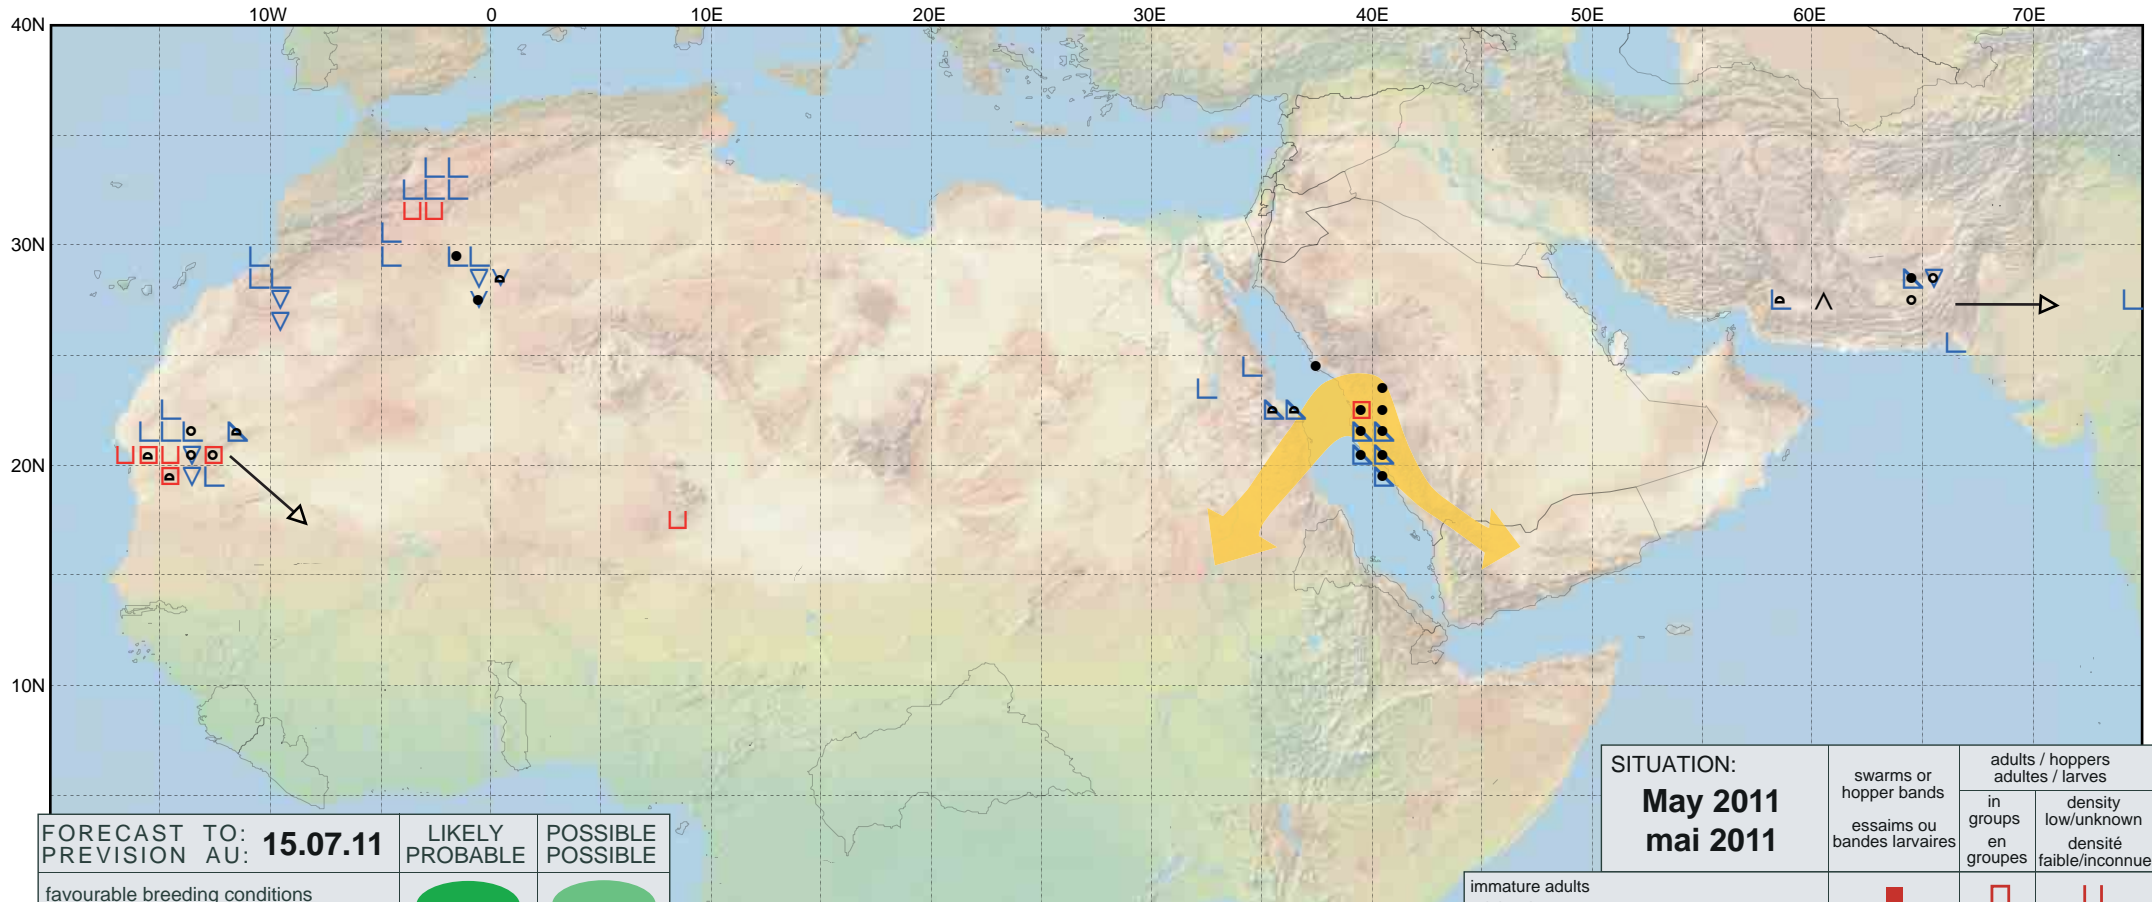 10W 0 10E 20E 30E 40E 50E 60E 70E
40N
30N
20N
10N
FORECAST TO:
PREVISION AU:
15.07.11
LIKELY
PROBABLE
POSSIBLE
POSSIBLE
favourable breeding conditions
SITUATION:
May 2011
mai 2011
swarms or
hopper bands
essaims ou
bandes larvaires
adults / hoppers
adultes / larves
in
groups
en
groupes
density
low/unknown
densité
faible/inconnue
immature adults